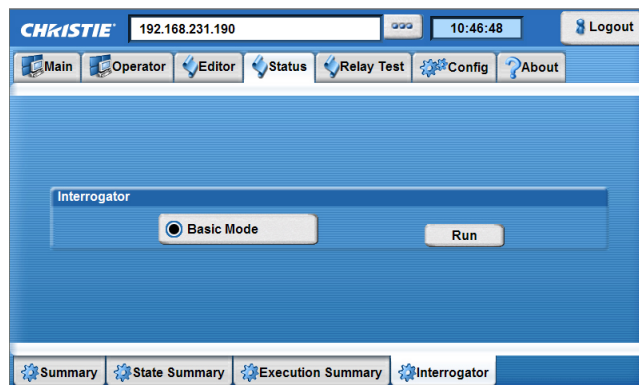 CHRISTIE 192.168.231.190 10:46:48 Logout
Main Operator Editor Status Relay Test Config About
Interrogator
Basic Mode Run
Summary State Summary Execution Summary Interrogator